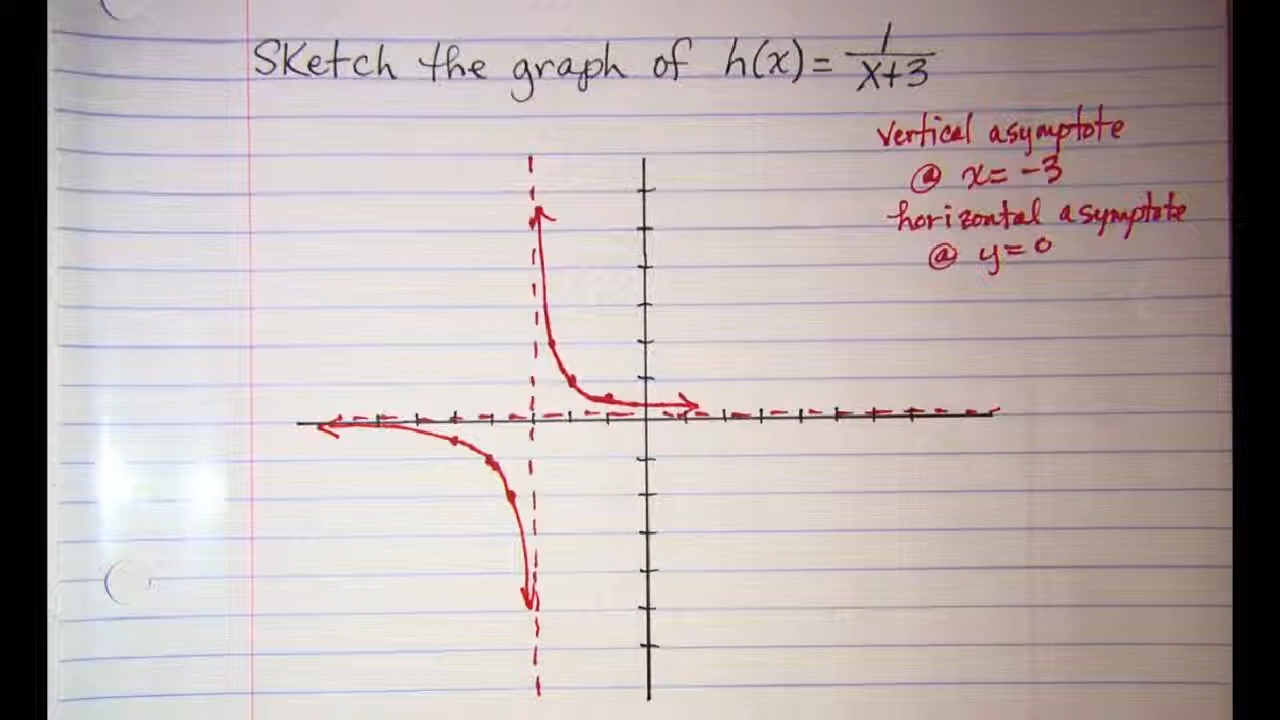 Sketch the graph of h(x) = 1/(x+3)
vertical asymptote
@ x = -3
horizontal asymptote
@ y = 0